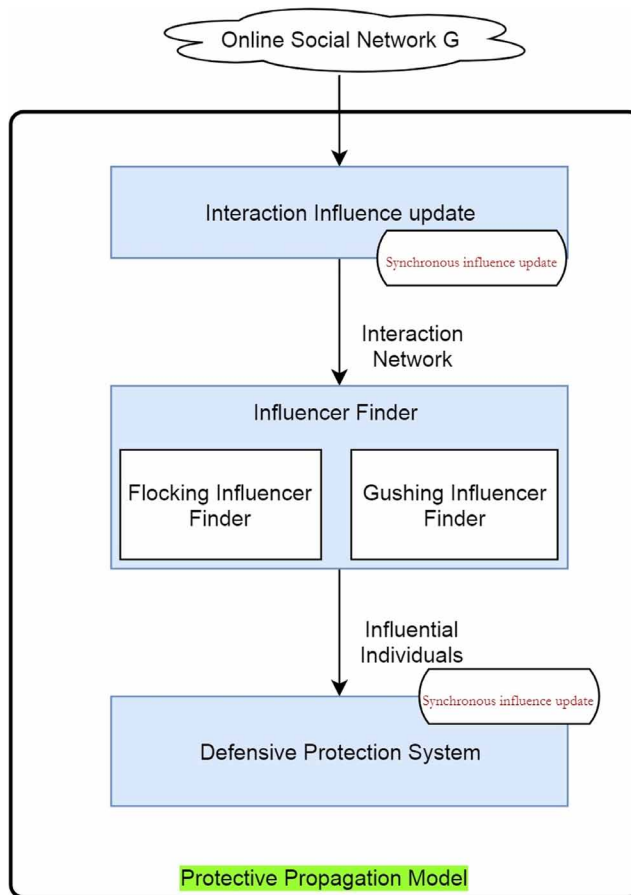 Online Social Network G
Interaction Influence update
Synchronous influence update
Interaction
Network
Influencer Finder
Flocking Influencer
Finder
Gushing Influencer
Finder
Influential
Individuals
Synchronous influence update
Defensive Protection System
Protective Propagation Model